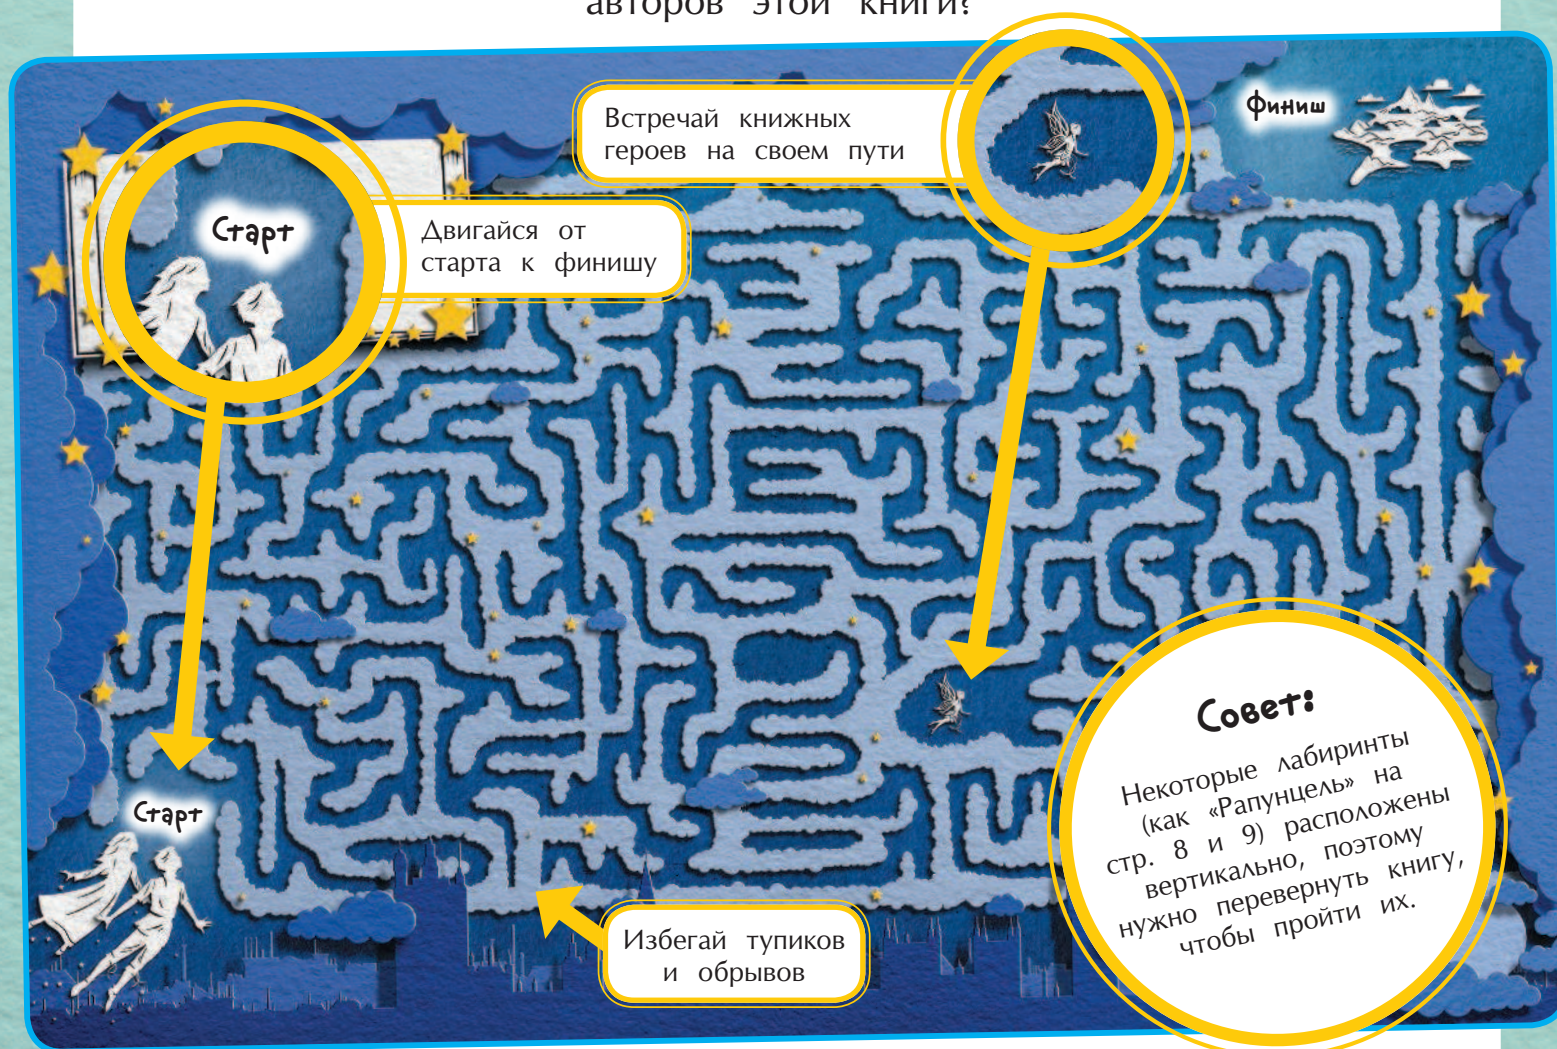 авторов этой книги?
Встречай книжных
героев на своем пути
Финиш
Старт
Двигайся от
старта к финишу
Старт
Избегай тупиков
и обрывов
Совет:
Некоторые лабиринты
(как «Рапунцель» на
стр. 8 и 9) расположены
вертикально, поэтому
нужно перевернуть книгу,
чтобы пройти их.